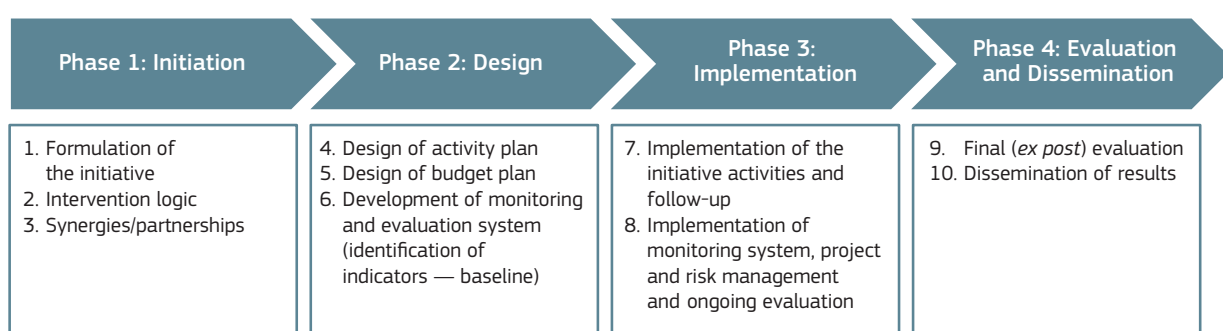 Phase 1: Initiation
Phase 2: Design
Phase 3:
Implementation
Phase 4: Evaluation
and Dissemination
1. Formulation of
the initiative
2. Intervention logic
3. Synergies/partnerships
4. Design of activity plan
5. Design of budget plan
6. Development of monitoring
and evaluation system
(identification of
indicators — baseline)
7. Implementation of the
initiative activities and
follow-up
8. Implementation of
monitoring system, project
and risk management
and ongoing evaluation
9. Final (ex post) evaluation
10. Dissemination of results